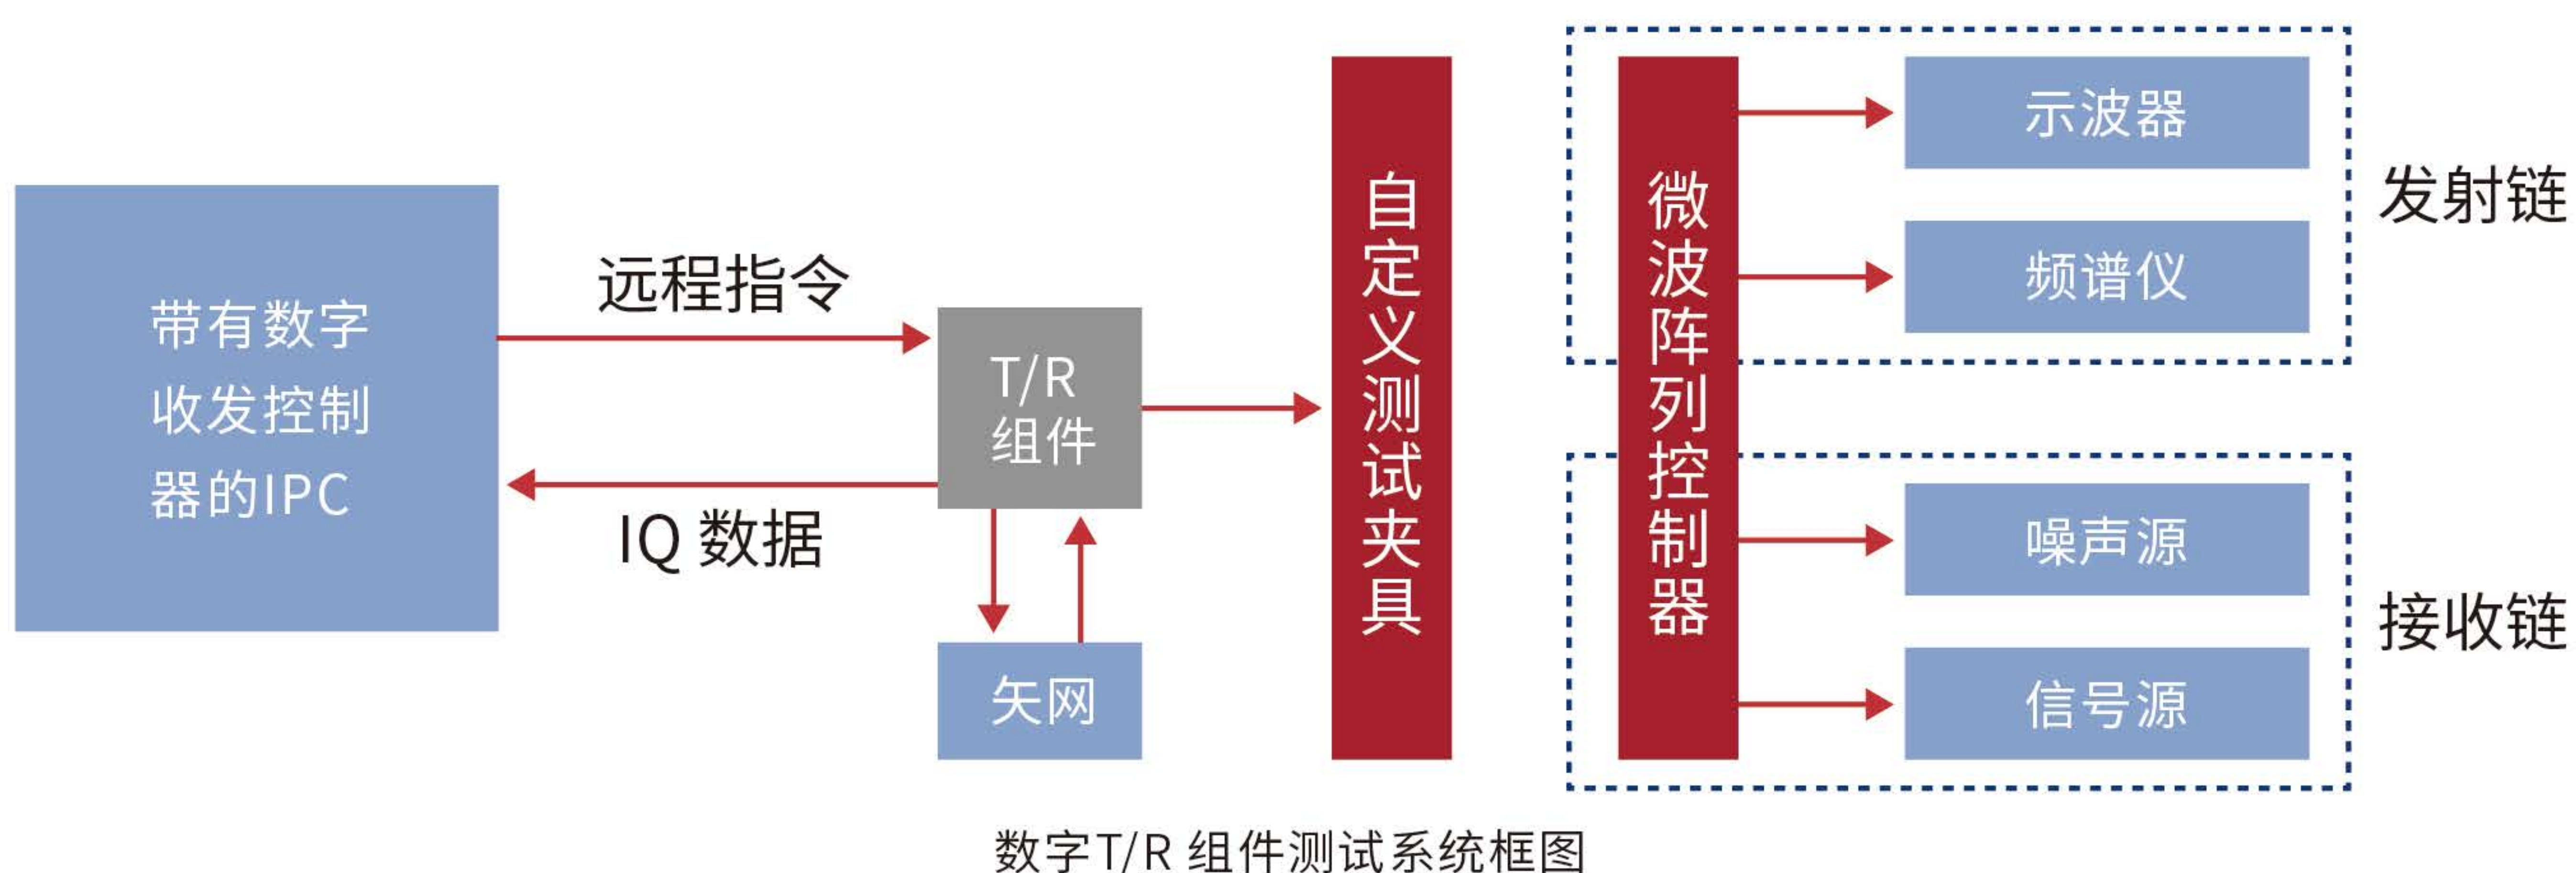 带有数字
收发控制
器的IPC
远程指令
IQ 数据
T/R
组件
矢网
自定义测试夹具
微波阵列控制器
示波器
频谱仪
发射链
噪声源
信号源
接收链
数字T/R 组件测试系统框图